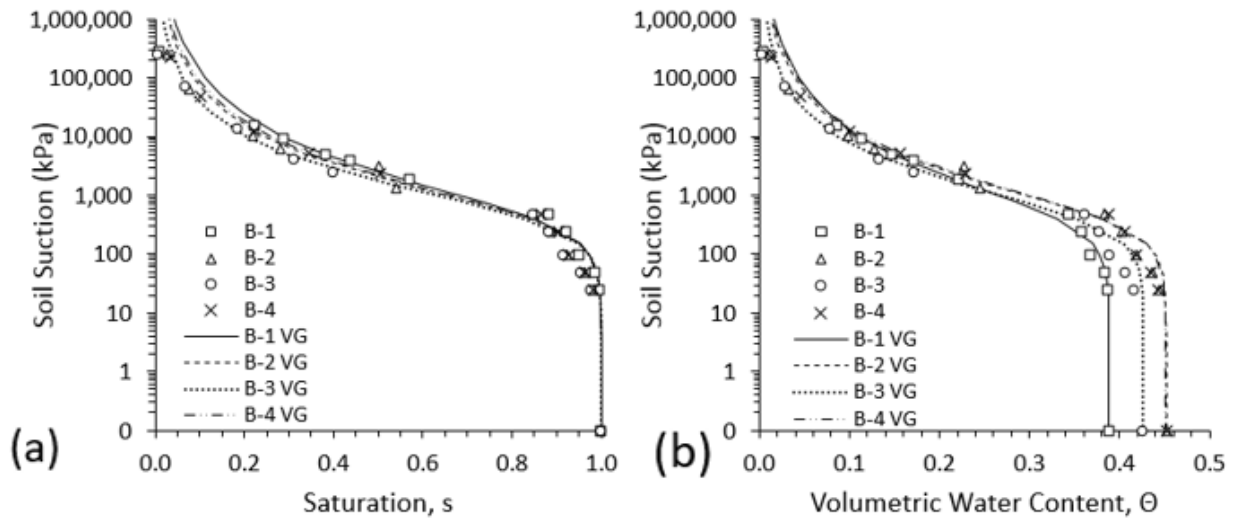 1,000,000
100,000
10,000
1,000
100
10
1
0
Soil Suction (kPa)
B-1
B-2
B-3
B-4
B-1 VG
B-2 VG
B-3 VG
B-4 VG
(a)
0.0 0.2 0.4 0.6 0.8 1.0
Saturation, s
1,000,000
100,000
10,000
1,000
100
10
1
0
Soil Suction (kPa)
B-1
B-2
B-3
B-4
B-1 VG
B-2 VG
B-3 VG
B-4 VG
(b)
0.0 0.1 0.2 0.3 0.4 0.5
Volumetric Water Content, Θ